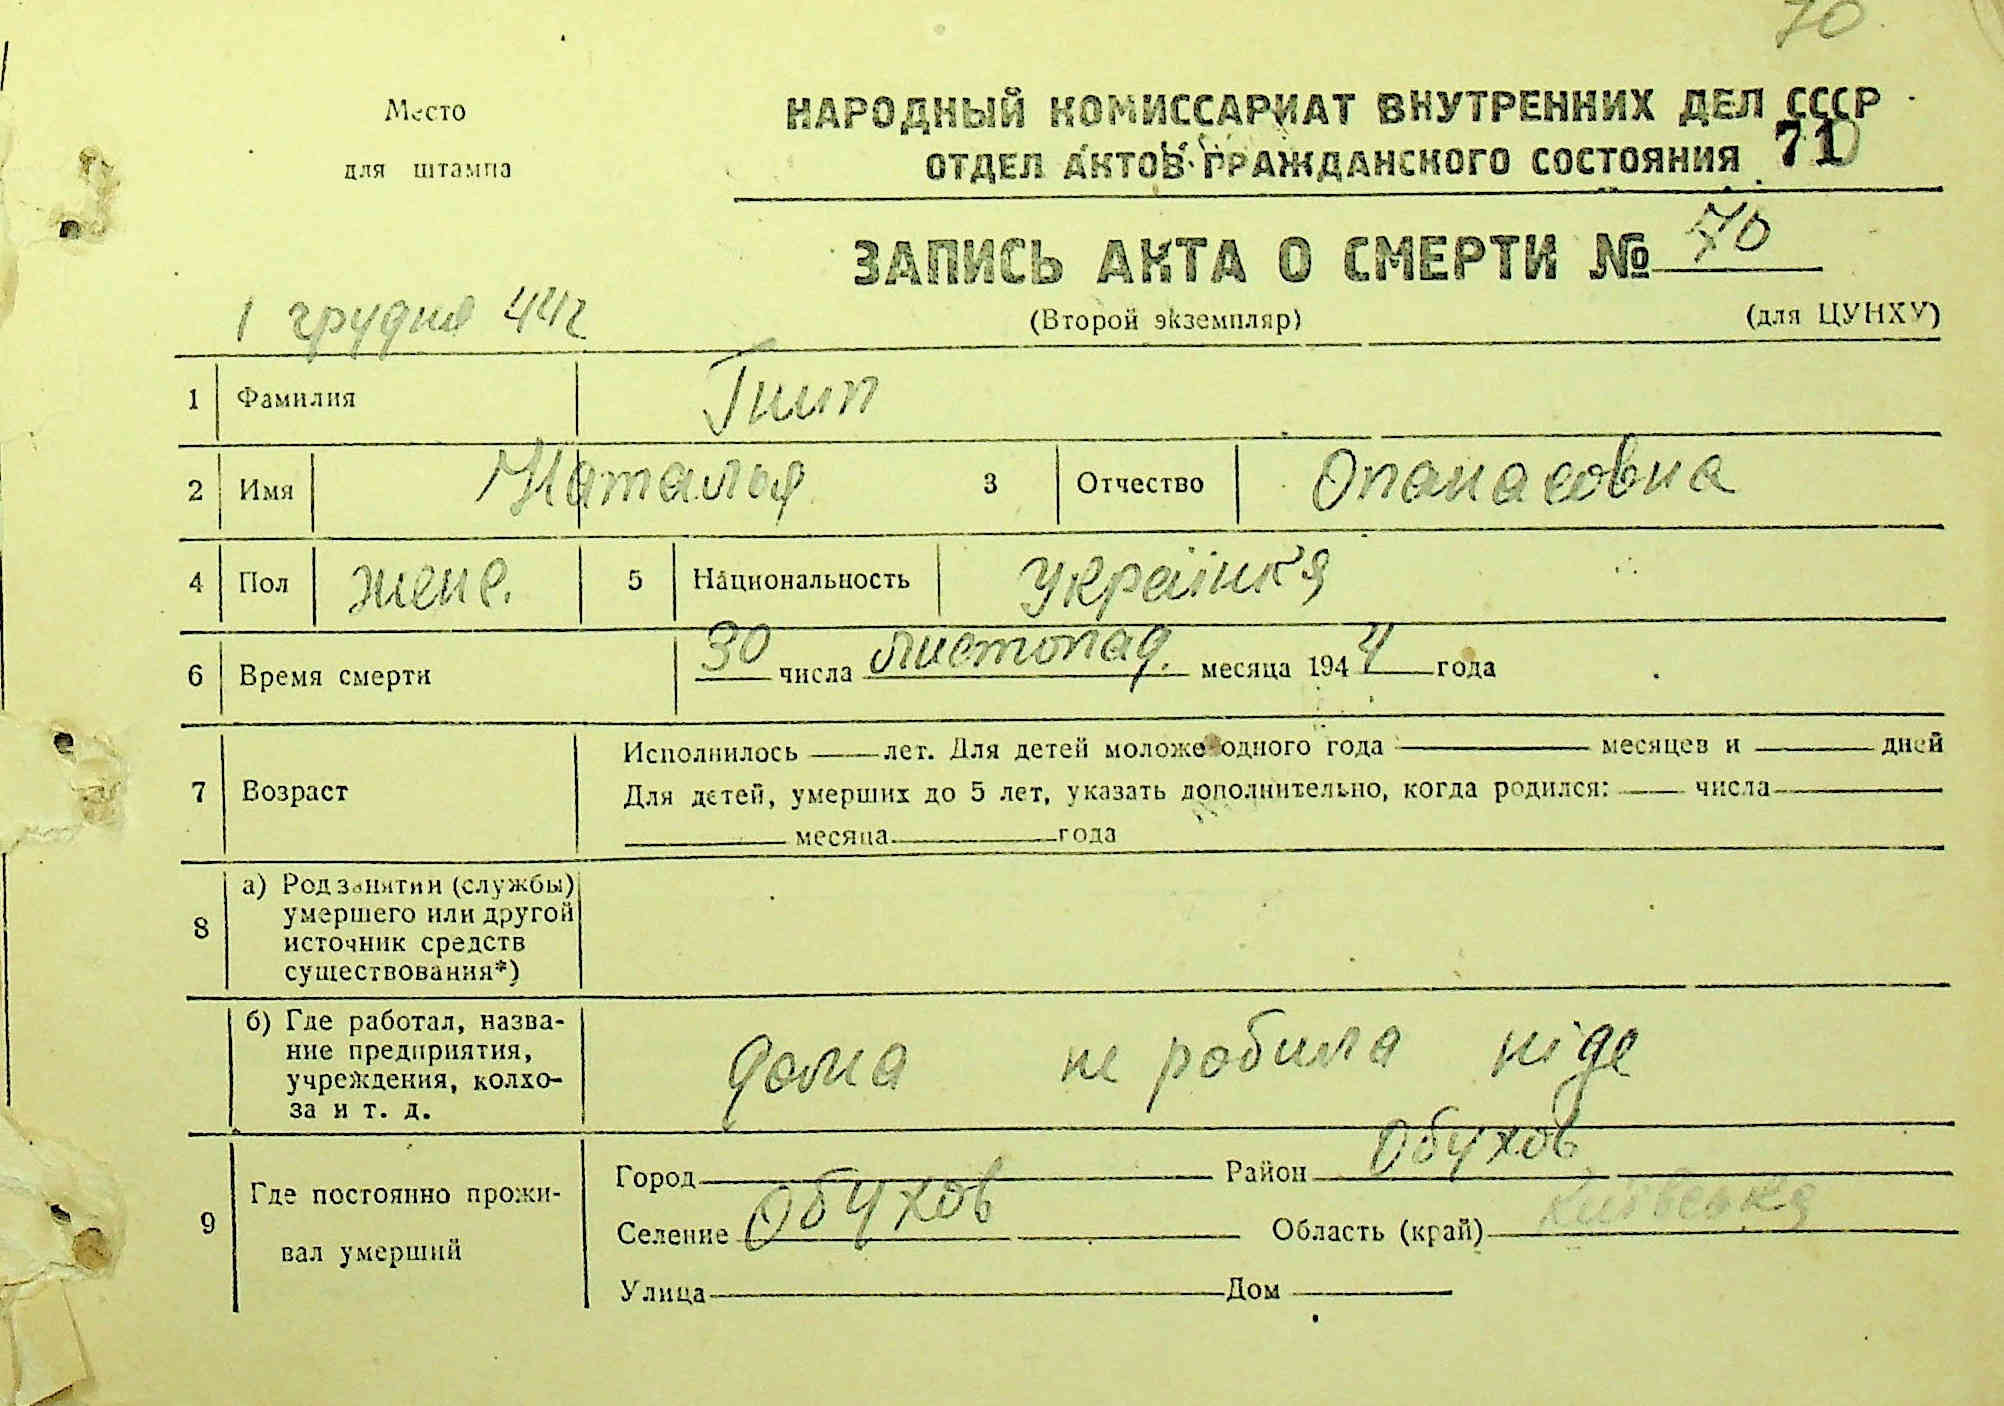 70
Место
для штампа
НАРОДНЫЙ КОМИССАРИАТ ВНУТРЕННИХ ДЕЛ СССР
ОТДЕЛ АКТОВ ГРАЖДАНСКОГО СОСТОЯНИЯ 71
ЗАПИСЬ АКТА О СМЕРТИ № 70
1 грудня 44г
(Второй экземпляр) (для ЦУНХУ)
1 Фамилия
2 Имя Наталья 3 Отчество Опанасовна
4 Пол 5 Национальность Українка
6 Время смерти 30 числа листопад. месяца 1944 года
7 Возраст
Исполнилось лет. Для детей моложе одного года месяцев и дней
Для детей, умерших до 5 лет, указать дополнительно, когда родился: числа
месяца года
8 а) Род занятий (службы)
умершего или другой
источник средств
существования*)
б) Где работал, назва-
ние предприятия,
учреждения, колхо-
за и т. д.
дома не робила ніде
9 Где постоянно прожи-
вал умерший
Город Район Обухов
Селение Обухов Область (край) Київська
Улица Дом